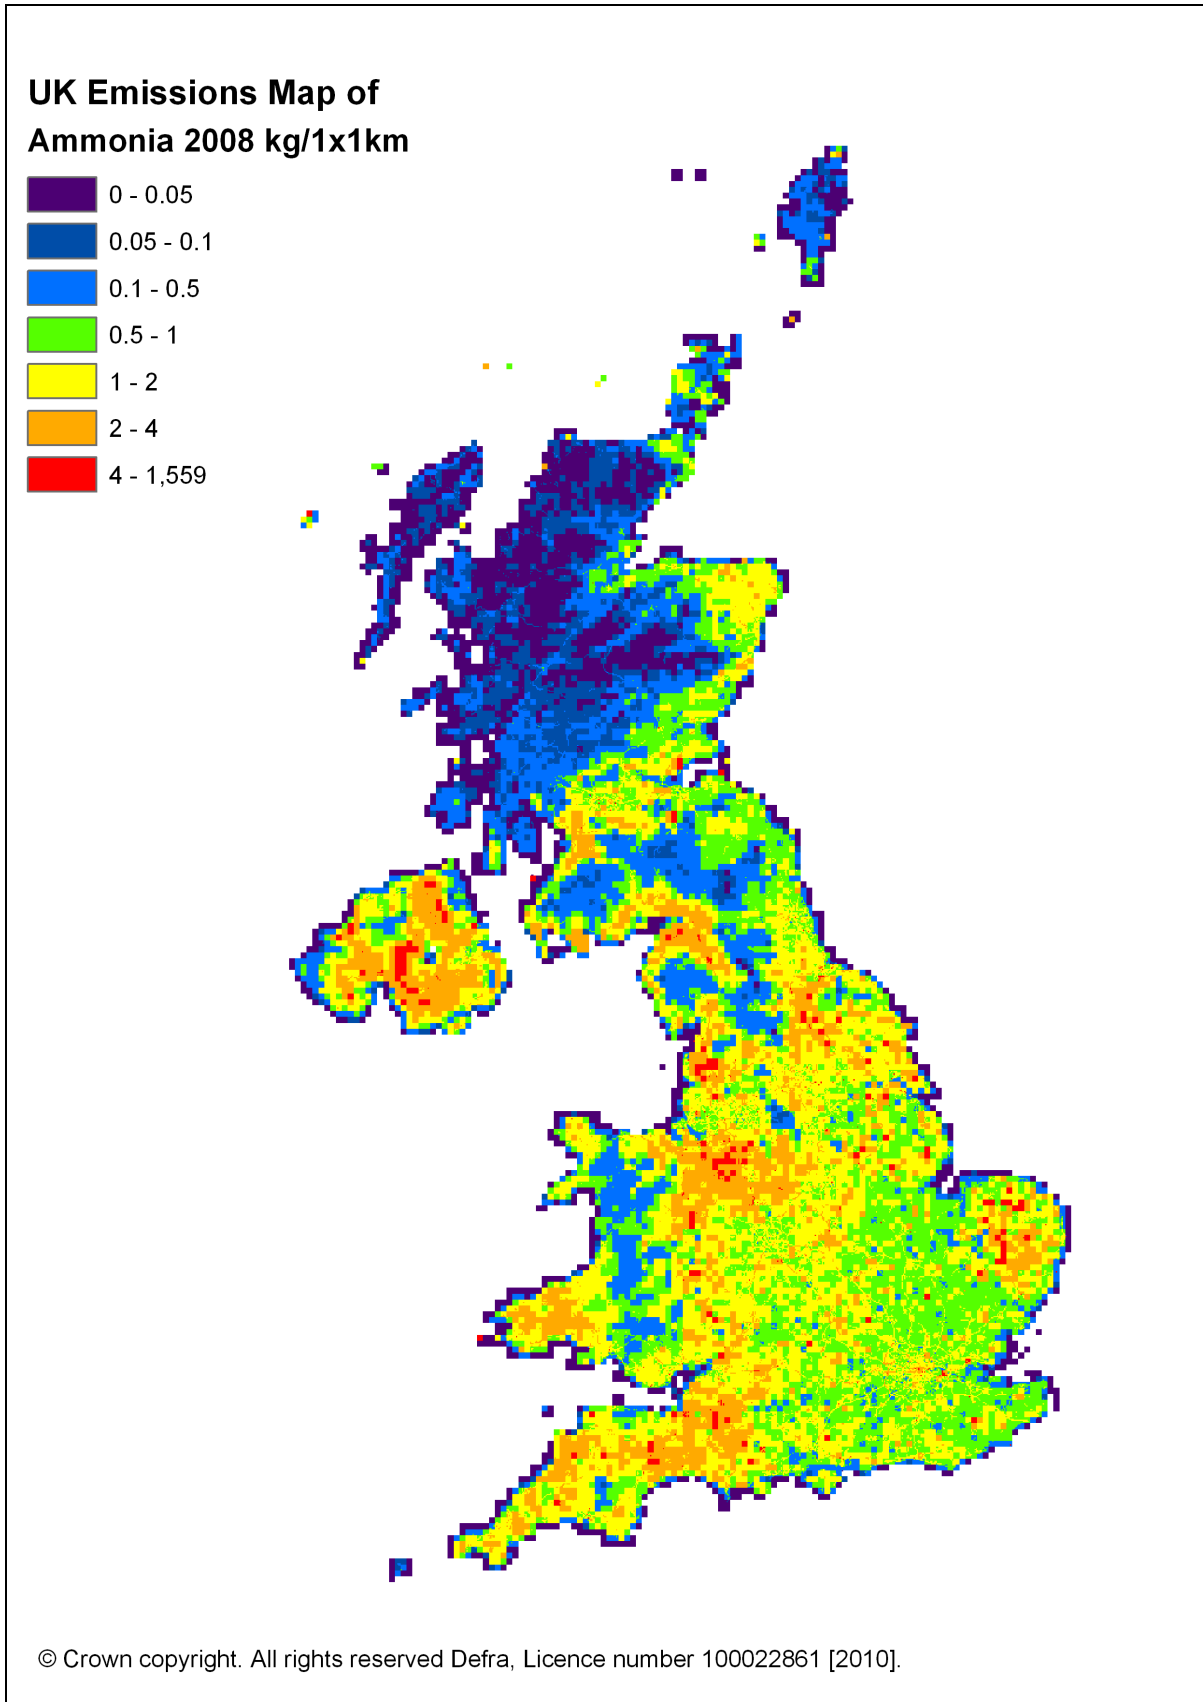 UK Emissions Map of
Ammonia 2008 kg/1x1km
0 - 0.05
0.05 - 0.1
0.1 - 0.5
0.5 - 1
1 - 2
2 - 4
4 - 1,559
© Crown copyright. All rights reserved Defra, Licence number 100022861 [2010].